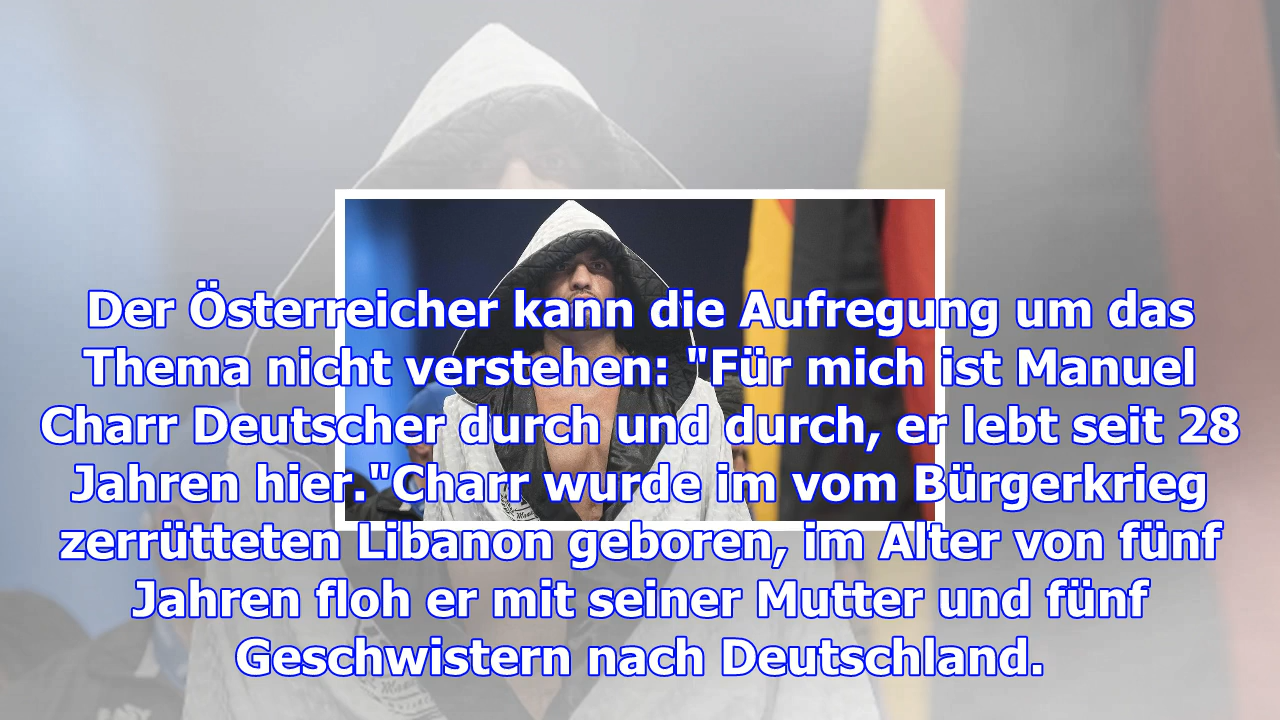 Der Österreicher kann die Aufregung um das
Thema nicht verstehen: "Für mich ist Manuel
Charr Deutscher durch und durch, er lebt seit 28
Jahren hier."Charr wurde im vom Bürgerkrieg
zerrütteten Libanon geboren, im Alter von fünf
Jahren floh er mit seiner Mutter und fünf
Geschwistern nach Deutschland.